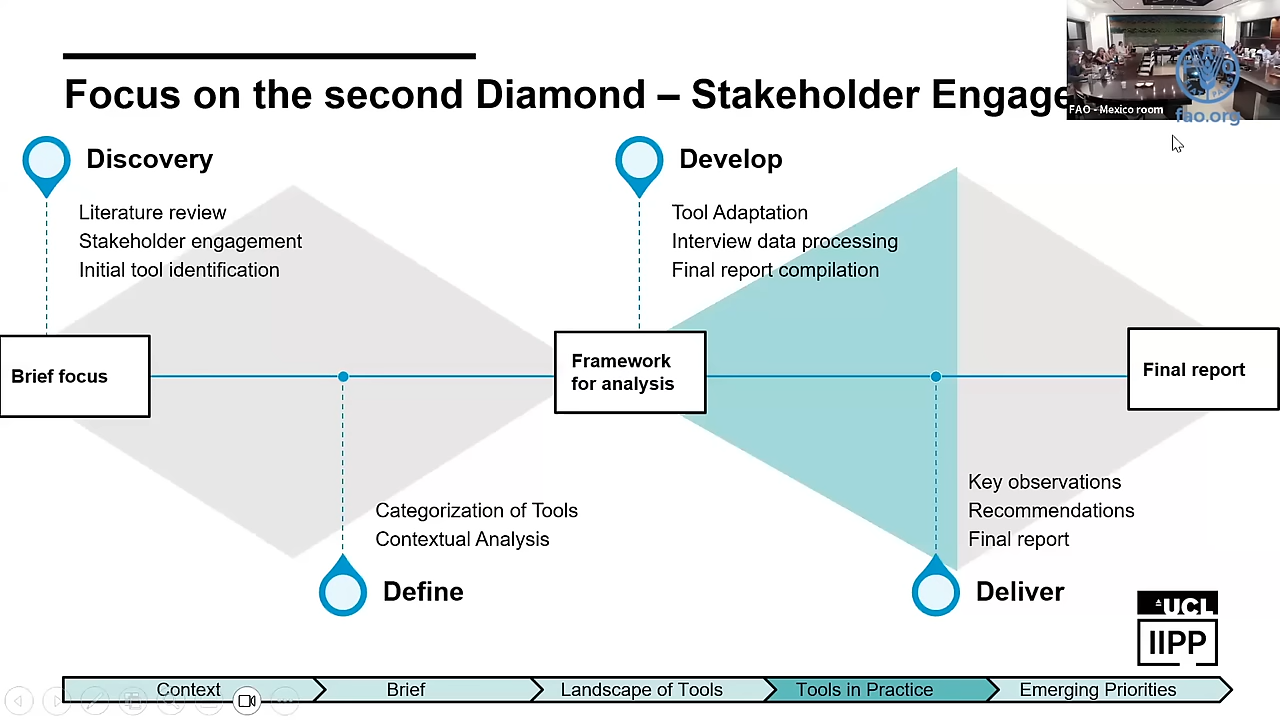 Focus on the second Diamond – Stakeholder Engage
FAO - Mexico room
fao.org
Discovery
Literature review
Stakeholder engagement
Initial tool identification
Develop
Tool Adaptation
Interview data processing
Final report compilation
Brief focus
Framework
for analysis
Final report
Categorization of Tools
Contextual Analysis
Define
Key observations
Recommendations
Final report
Deliver
UCL
IIPP
Context
Brief
Landscape of Tools
Tools in Practice
Emerging Priorities